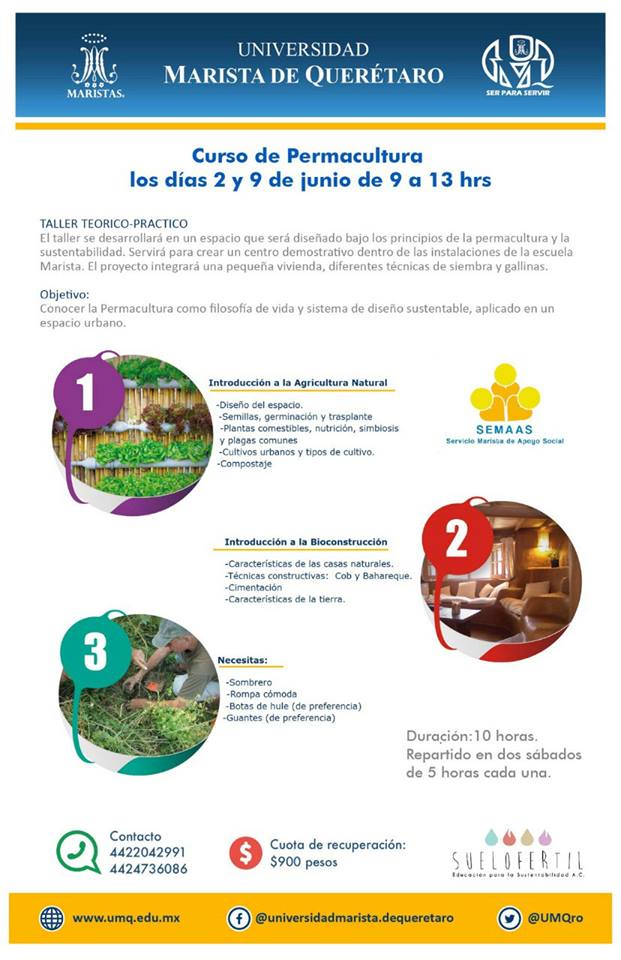 MARISTAS®
UNIVERSIDAD
MARISTA DE QUERÉTARO
UMQ
SER PARA SERVIR
Curso de Permacultura
los días 2 y 9 de junio de 9 a 13 hrs
TALLER TEORICO-PRACTICO
El taller se desarrollará en un espacio que será diseñado bajo los principios de la permacultura y la
sustentabilidad. Servirá para crear un centro demostrativo dentro de las instalaciones de la escuela
Marista. El proyecto integrará una pequeña vivienda, diferentes técnicas de siembra y gallinas.
Objetivo:
Conocer la Permacultura como filosofía de vida y sistema de diseño sustentable, aplicado en un
espacio urbano.
1
Introducción a la Agricultura Natural
-Diseño del espacio.
-Semillas, germinación y trasplante
-Plantas comestibles, nutrición, simbiosis
y plagas comunes
-Cultivos urbanos y tipos de cultivo.
-Compostaje
SEMAAS
Servicio Marista de Apoyo Social
2
Introducción a la Bioconstrucción
-Características de las casas naturales.
-Técnicas constructivas: Cob y Bahareque.
-Cimentación
-Características de la tierra.
3
Necesitas:
-Sombrero
-Rompa cómoda
-Botas de hule (de preferencia)
-Guantes (de preferencia)
Duración:10 horas.
Repartido en dos sábados
de 5 horas cada una.
Contacto
4422042991
4424736086
$
Cuota de recuperación:
$900 pesos
SUELOFERTIL
Educación para la Sustentabilidad A.C.
www.umq.edu.mx
@universidadmarista.dequeretaro
@UMQro